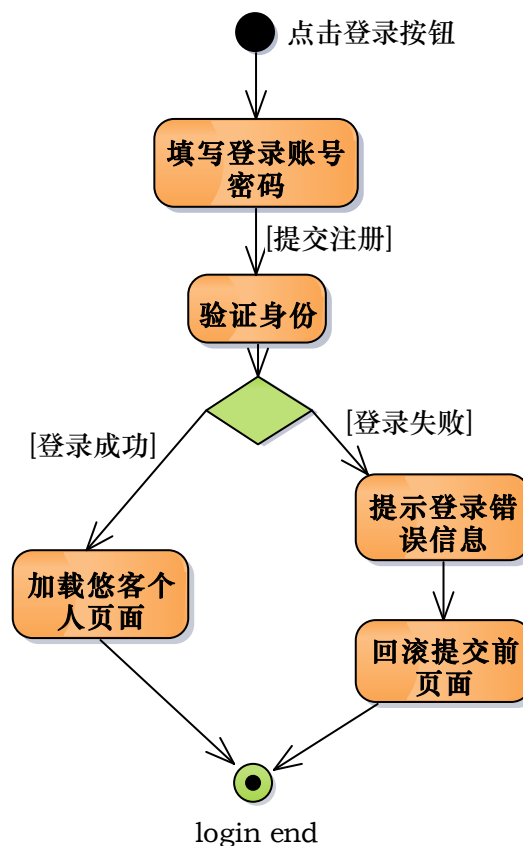 点击登录按钮
填写登录账号
密码
[提交注册]
验证身份
[登录失败]
[登录成功]
提示登录错
误信息
加载悠客个
人页面
回滚提交前
页面
login end